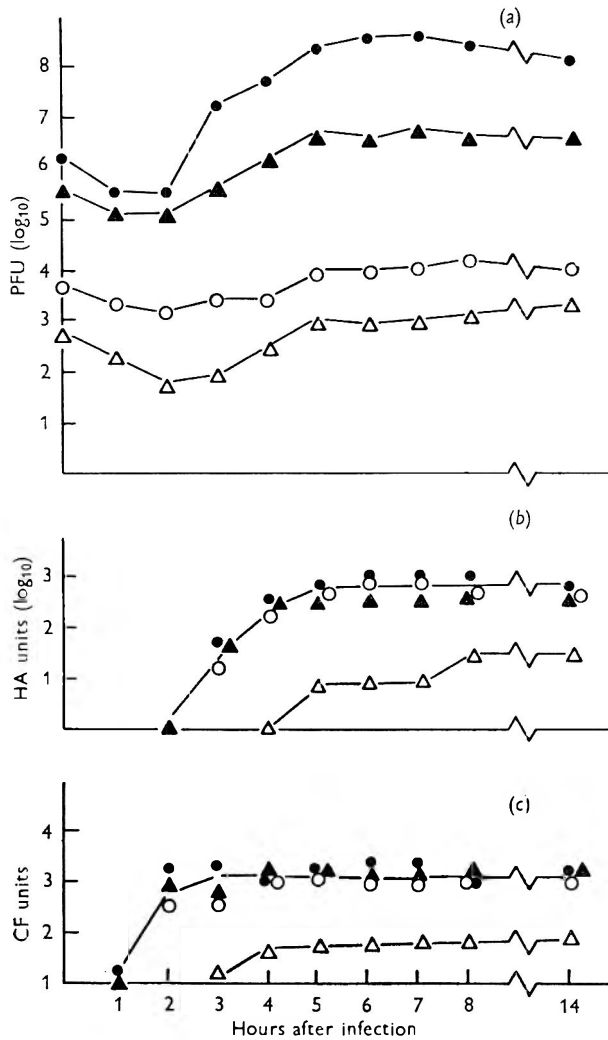 (a)
8
7
6
5
4
3
2
1
PFU (log10)
(b)
3
2
1
HA units (log10)
(c)
4
3
2
1
CF units
1 2 3 4 5 6 7 8 14
Hours after infection